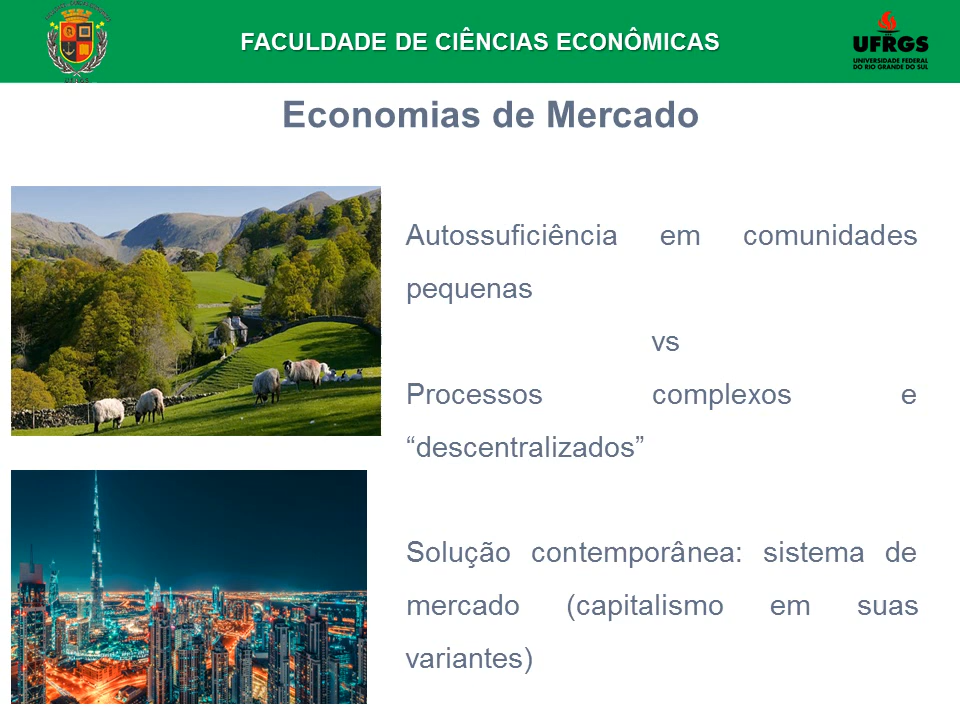 FACULDADE DE CIÊNCIAS ECONÔMICAS
UFRGS
UNIVERSIDADE FEDERAL
DO RIO GRANDE DO SUL
Economias de Mercado
Autossuficiência em comunidades
pequenas
vs
Processos complexos e
“descentralizados”
Solução contemporânea: sistema de
mercado (capitalismo em suas
variantes)